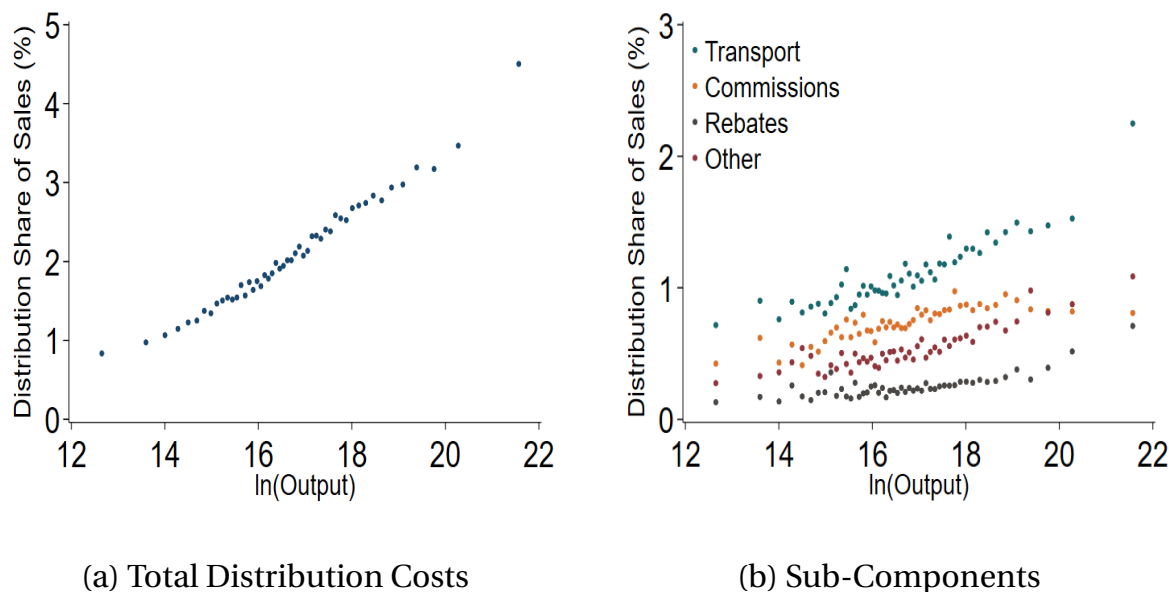 Distribution Share of Sales (%)
5
4
3
2
1
0
12 14 16 18 20 22
ln(Output)
(a) Total Distribution Costs
Distribution Share of Sales (%)
3
2
1
0
Transport
Commissions
Rebates
Other
12 14 16 18 20 22
ln(Output)
(b) Sub-Components